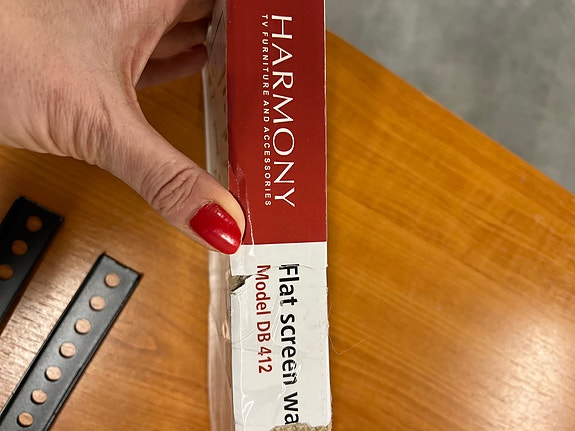 HARMONY
TV FURNITURE AND ACCESSORIES
Flat screen wa
Model DB 412